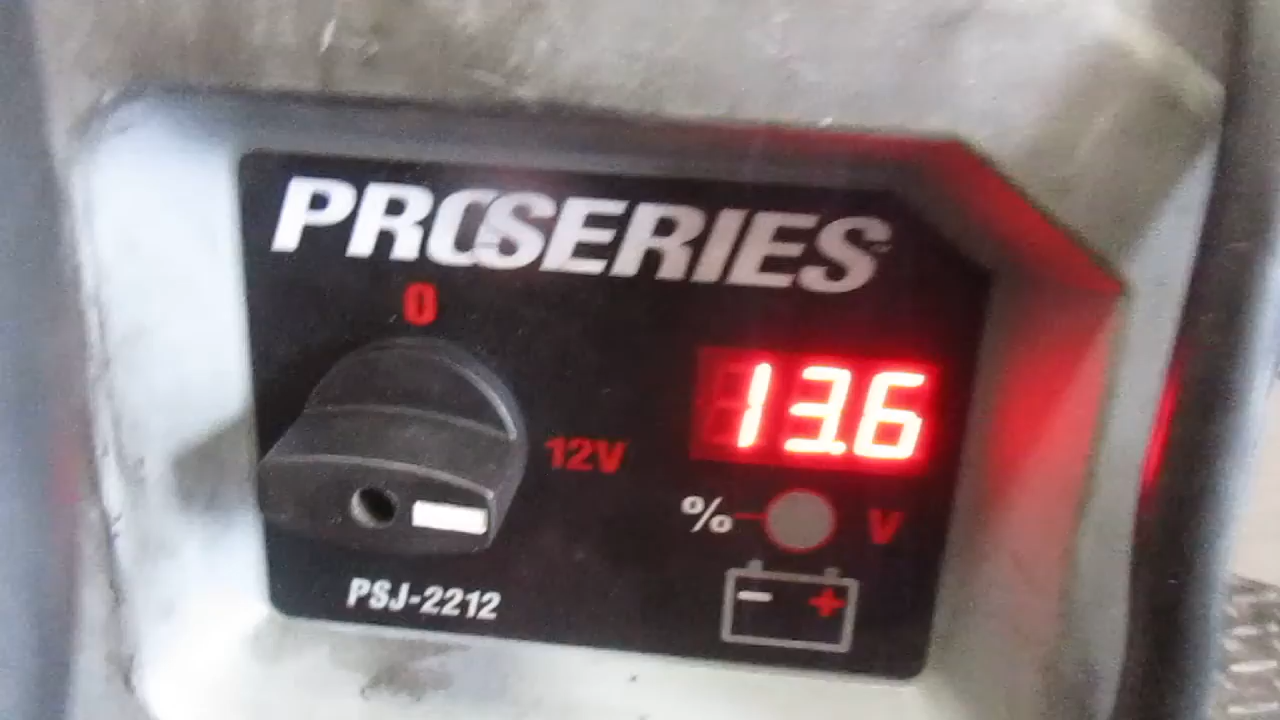 PROSERIES
0
12V
13.6
% V
- +
PSJ-2212